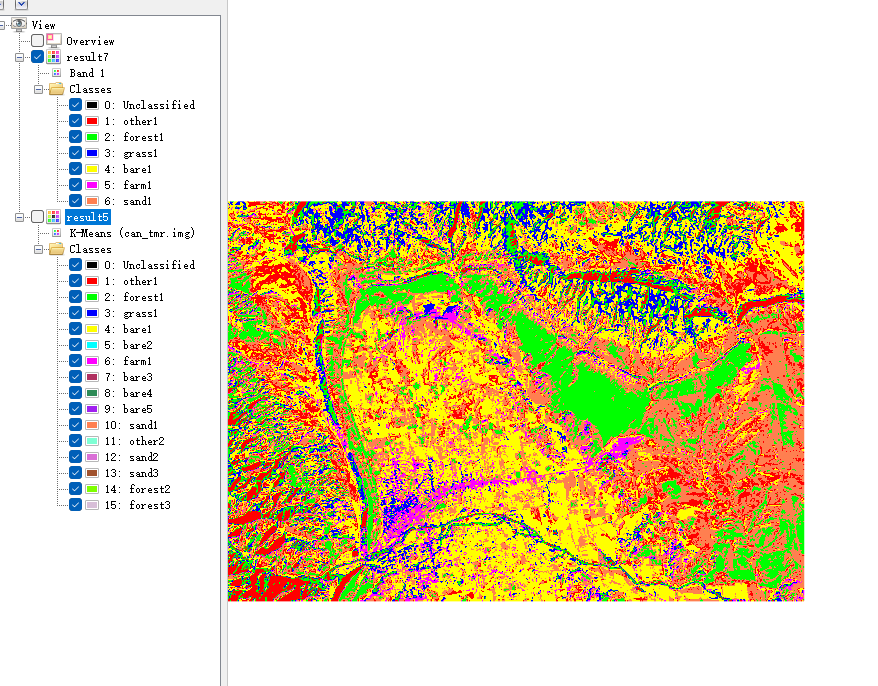 View
Overview
result7
Band 1
Classes
0: Unclassified
1: other1
2: forest1
3: grass1
4: bare1
5: farm1
6: sand1
result5
K-Means (can_tmr.img)
Classes
0: Unclassified
1: other1
2: forest1
3: grass1
4: bare1
5: bare2
6: farm1
7: bare3
8: bare4
9: bare5
10: sand1
11: other2
12: sand2
13: sand3
14: forest2
15: forest3